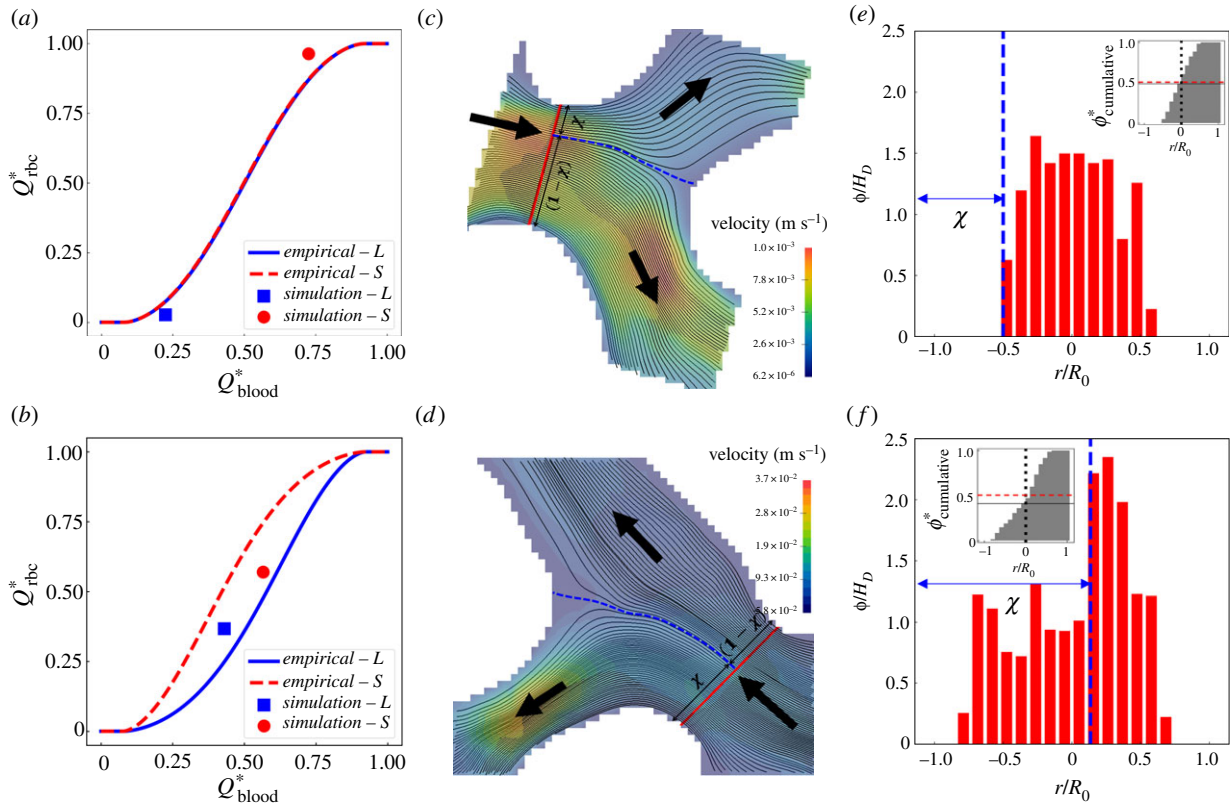 (a)
1.00
0.75
0.50
0.25
0
Q*rbc
empirical – L
empirical – S
simulation – L
simulation – S
0 0.25 0.50 0.75 1.00
Q*blood
(c)
χ
(1 – χ)
velocity (m s⁻¹)
1.0 × 10⁻³
7.7 × 10⁻³
5.2 × 10⁻³
2.6 × 10⁻³
6.2 × 10⁻⁶
(e)
2.5
2.0
1.5
1.0
0.5
0
ϕ/H_D
χ
–1.0 –0.5 0 0.5 1.0
r/R₀
1.0
0.5
0
ϕ*cumulative
–1 0 1
r/R₀
(b)
1.00
0.75
0.50
0.25
0
Q*rbc
empirical – L
empirical – S
simulation – L
simulation – S
0 0.25 0.50 0.75 1.00
Q*blood
(d)
velocity (m s⁻¹)
3.7 × 10⁻²
2.8 × 10⁻²
1.9 × 10⁻²
9.3 × 10⁻²
5.8 × 10⁻²
(1 – χ)
χ
(f)
2.5
2.0
1.5
1.0
0.5
0
ϕ/H_D
χ
–1.0 –0.5 0 0.5 1.0
r/R₀
1.0
0.5
0
ϕ*cumulative
–1 0 1
r/R₀